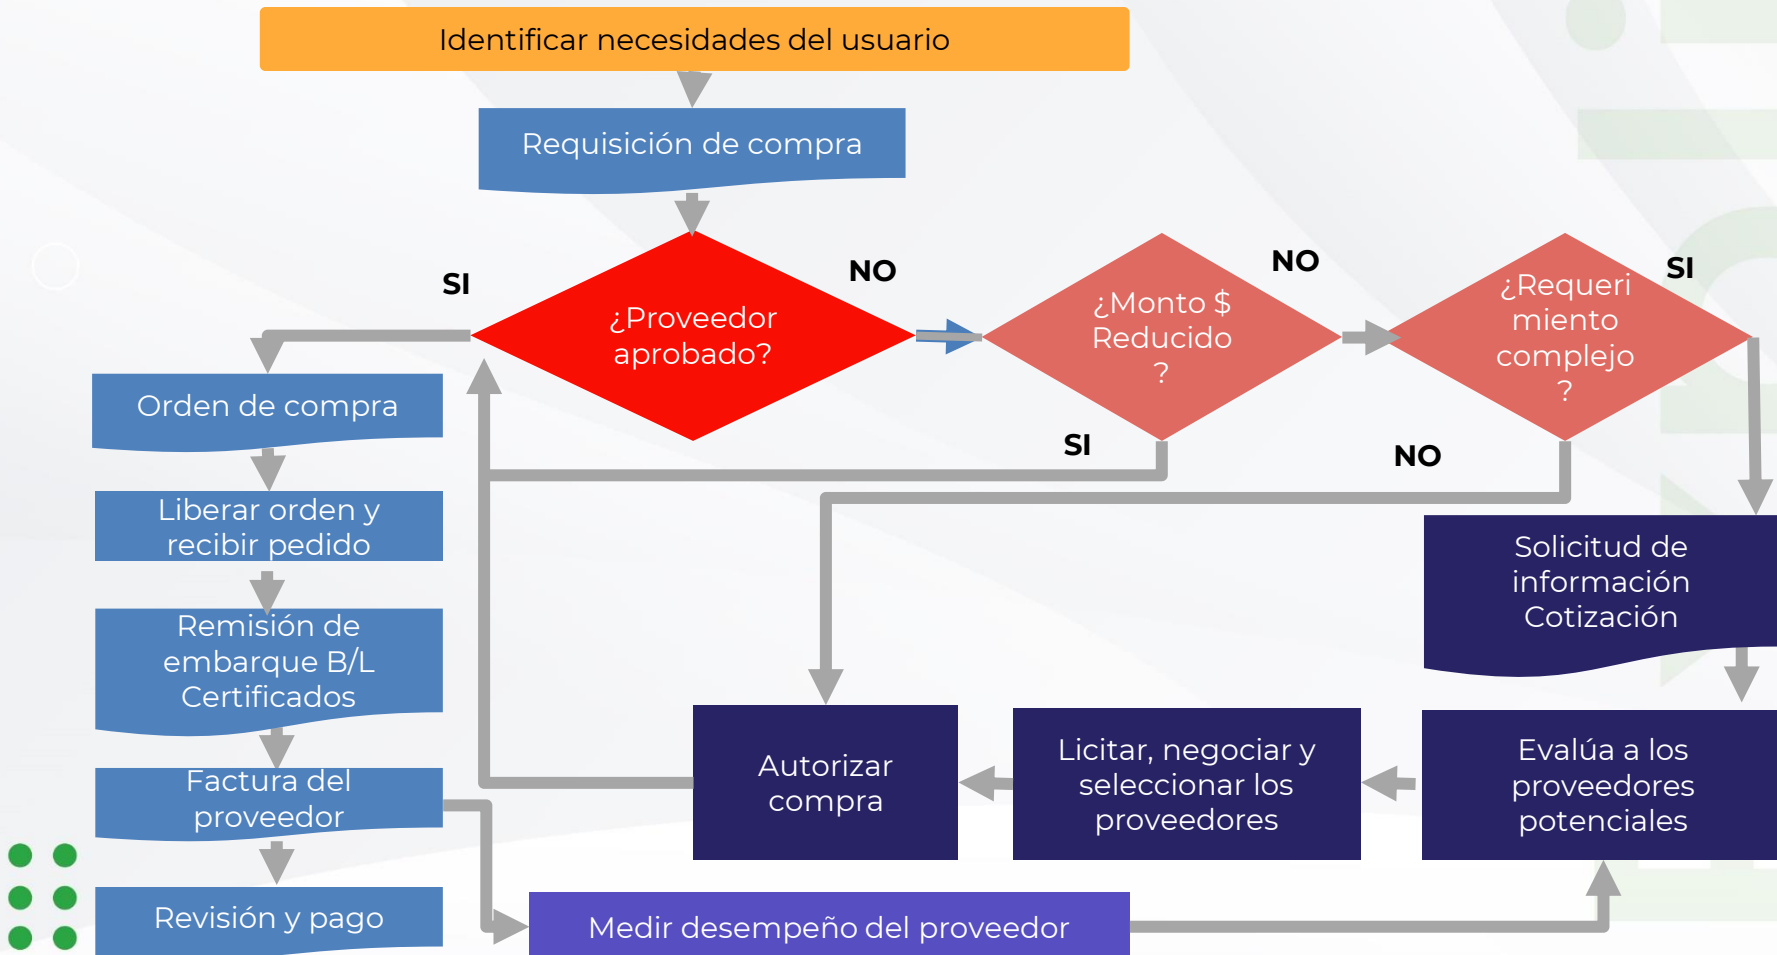 Identificar necesidades del usuario
Requisición de compra
SI
¿Proveedor
aprobado?
NO
¿Monto $
Reducido
?
NO
¿Requeri
miento
complejo
?
SI
SI
NO
Orden de compra
Liberar orden y
recibir pedido
Remisión de
embarque B/L
Certificados
Factura del
proveedor
Revisión y pago
Solicitud de
información
Cotización
Autorizar
compra
Licitar, negociar y
seleccionar los
proveedores
Evalúa a los
proveedores
potenciales
Medir desempeño del proveedor